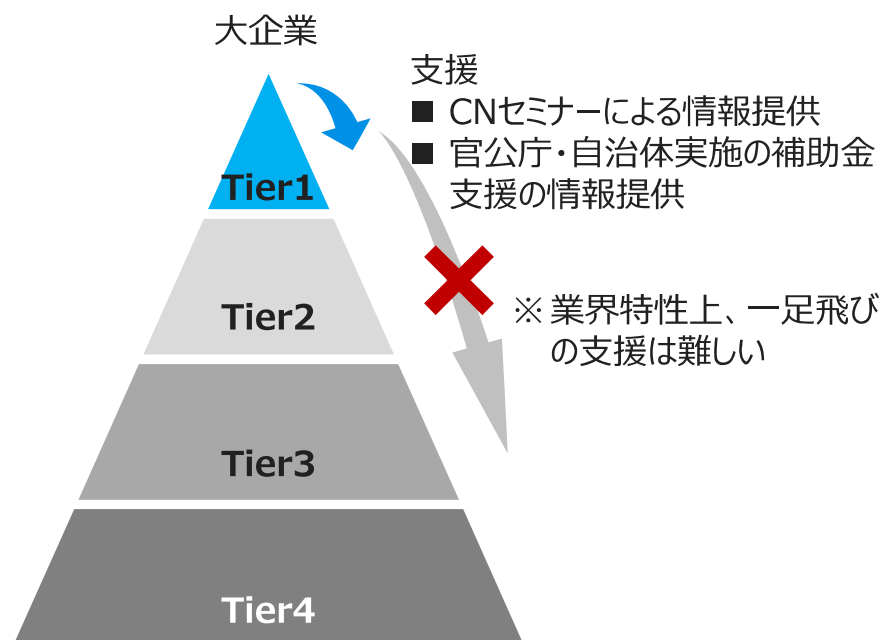 大企業
支援
■ CNセミナーによる情報提供
■ 官公庁・自治体実施の補助金
支援の情報提供
Tier1
Tier2
※ 業界特性上、一足飛び
の支援は難しい
Tier3
Tier4